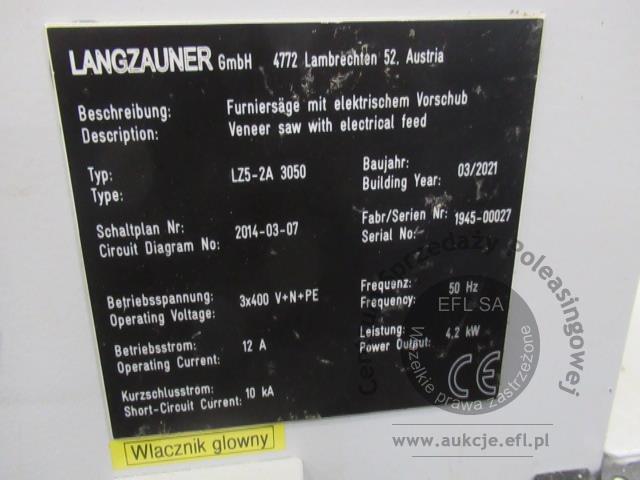 LANGZAUNER GmbH 4772 Lambrechten 52, Austria
Beschreibung: Furniersäge mit elektrischem Vorschub
Description: Veneer saw with electrical feed
Typ: LZ5-2A 3050
Type:
Baujahr: 03/2021
Building Year:
Schaltplan Nr: 2014-03-07
Circuit Diagram No:
Fabr/Serien Nr: 1945-00027
Serial No:
Betriebsspannung: 3x400 V+N+PE
Operating Voltage:
Frequenz: 50 Hz
Frequency:
Betriebsstrom: 12 A
Operating Current:
Leistung: 4,2 kW
Power Output:
Kurzschlusstrom: 10 kA
Short-Circuit Current:
CE
Wlacznik glowny
Centrum sprzedaży poleasingowej
EFL SA
Wszelkie prawa zastrzeżone
www.aukcje.efl.pl